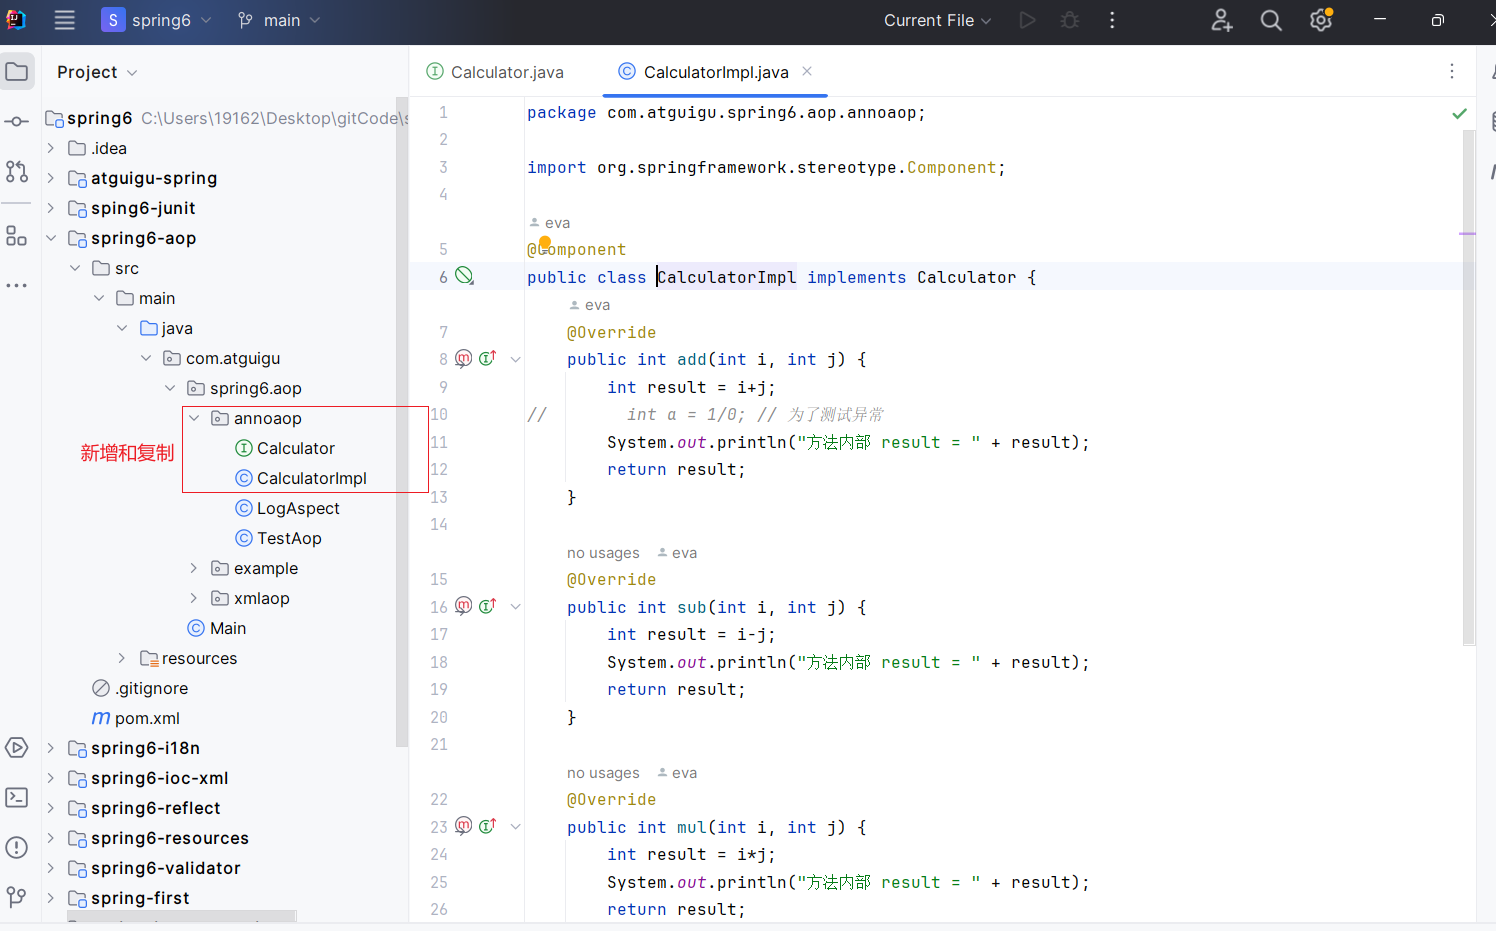 S spring6 main Current File
Project
Calculator.java CalculatorImpl.java
spring6 C:\Users\19162\Desktop\gitCode\s
.idea
atguigu-spring
sping6-junit
spring6-aop
src
main
java
com.atguigu
spring6.aop
annoaop
Calculator
CalculatorImpl
LogAspect
TestAop
example
xmlaop
Main
resources
.gitignore
pom.xml
spring6-i18n
spring6-ioc-xml
spring6-reflect
spring6-resources
spring6-validator
spring-first
新增和复制
1 package com.atguigu.spring6.aop.annoaop;
2
3 import org.springframework.stereotype.Component;
4
eva
5 @Component
6 public class CalculatorImpl implements Calculator {
eva
7 @Override
8 public int add(int i, int j) {
9 int result = i+j;
10 // int a = 1/0; // 为了测试异常
11 System.out.println("方法内部 result = " + result);
12 return result;
13 }
14
no usages eva
15 @Override
16 public int sub(int i, int j) {
17 int result = i-j;
18 System.out.println("方法内部 result = " + result);
19 return result;
20 }
21
no usages eva
22 @Override
23 public int mul(int i, int j) {
24 int result = i*j;
25 System.out.println("方法内部 result = " + result);
26 return result;